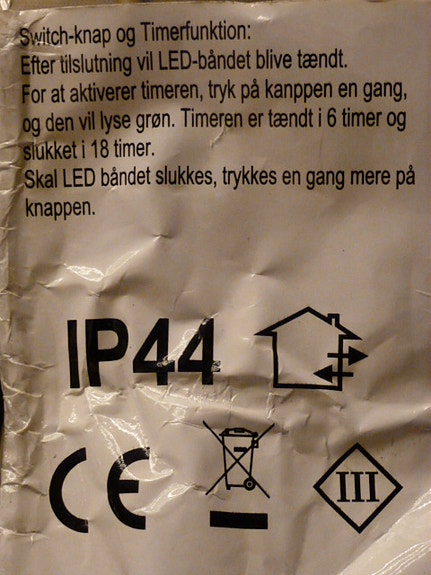 Switch-knap og Timerfunktion:
Efter tilslutning vil LED-båndet blive tændt.
For at aktiverer timeren, tryk på kanppen en gang,
og den vil lyse grøn. Timeren er tændt i 6 timer og
slukket i 18 timer.
Skal LED båndet slukkes, trykkes en gang mere på
knappen.
IP44
CE
III